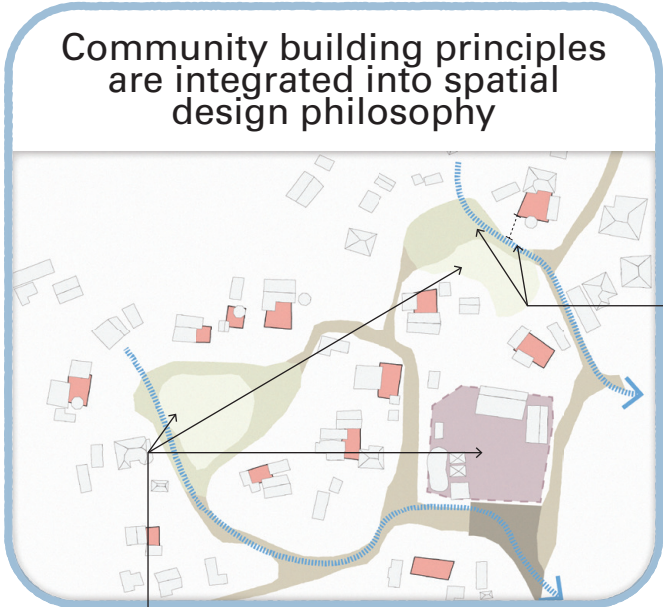 Community building principles
are integrated into spatial
design philosophy